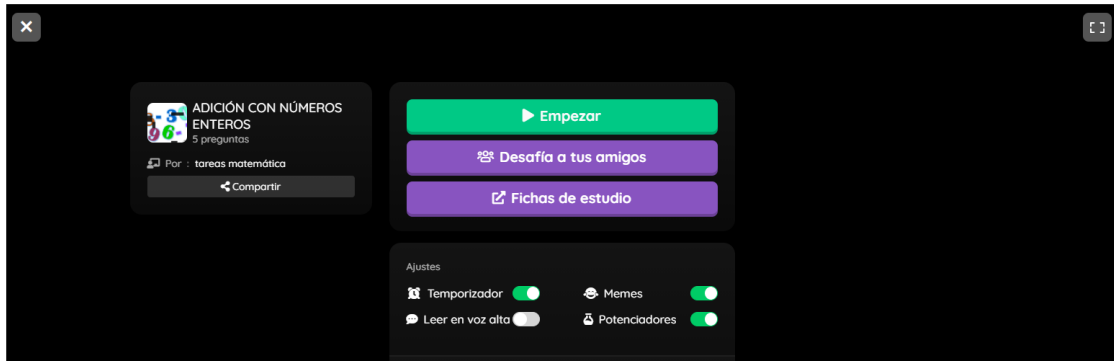 ADICIÓN CON NÚMEROS
ENTEROS
5 preguntas
Por : tareas matemática
Compartir
Empezar
Desafía a tus amigos
Fichas de estudio
Ajustes
Temporizador
Memes
Leer en voz alta
Potenciadores